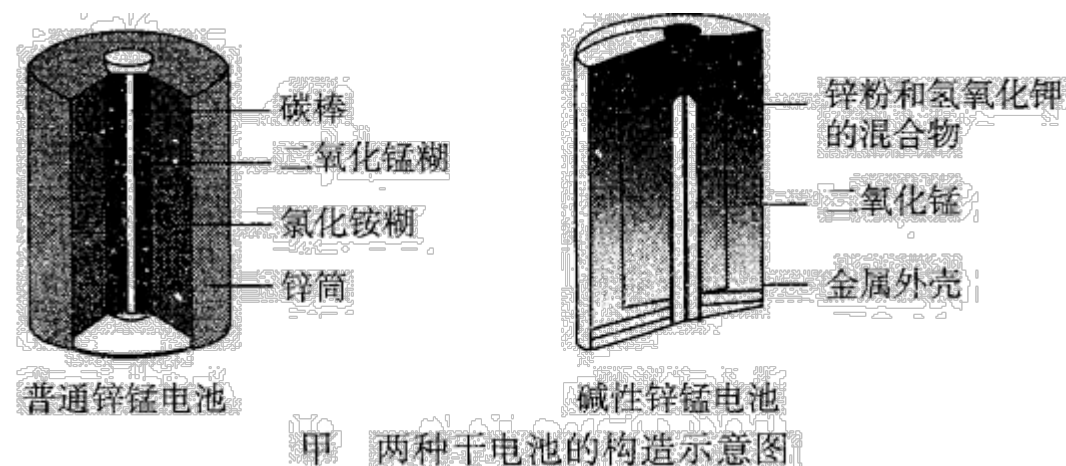 碳棒
二氧化锰糊
氯化铵糊
锌筒
普通锌锰电池
锌粉和氢氧化钾
的混合物
二氧化锰
金属外壳
碱性锌锰电池
甲 两种干电池的构造示意图